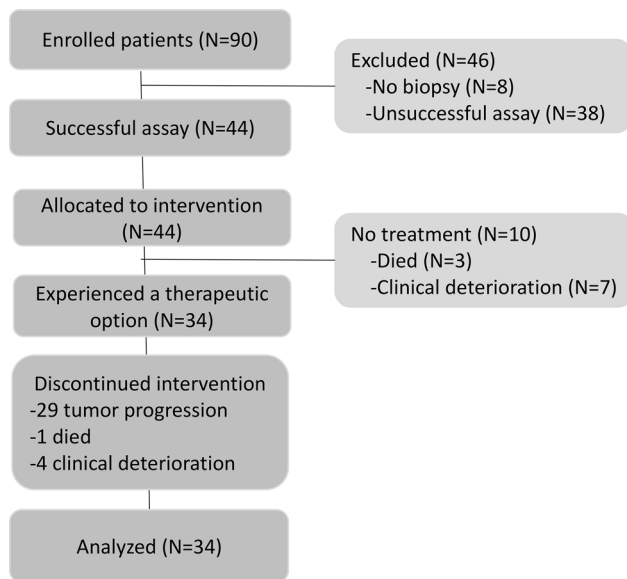 Enrolled patients (N=90)
Excluded (N=46)
-No biopsy (N=8)
-Unsuccessful assay (N=38)
Successful assay (N=44)
Allocated to intervention
(N=44)
No treatment (N=10)
-Died (N=3)
-Clinical deterioration (N=7)
Experienced a therapeutic
option (N=34)
Discontinued intervention
-29 tumor progression
-1 died
-4 clinical deterioration
Analyzed (N=34)